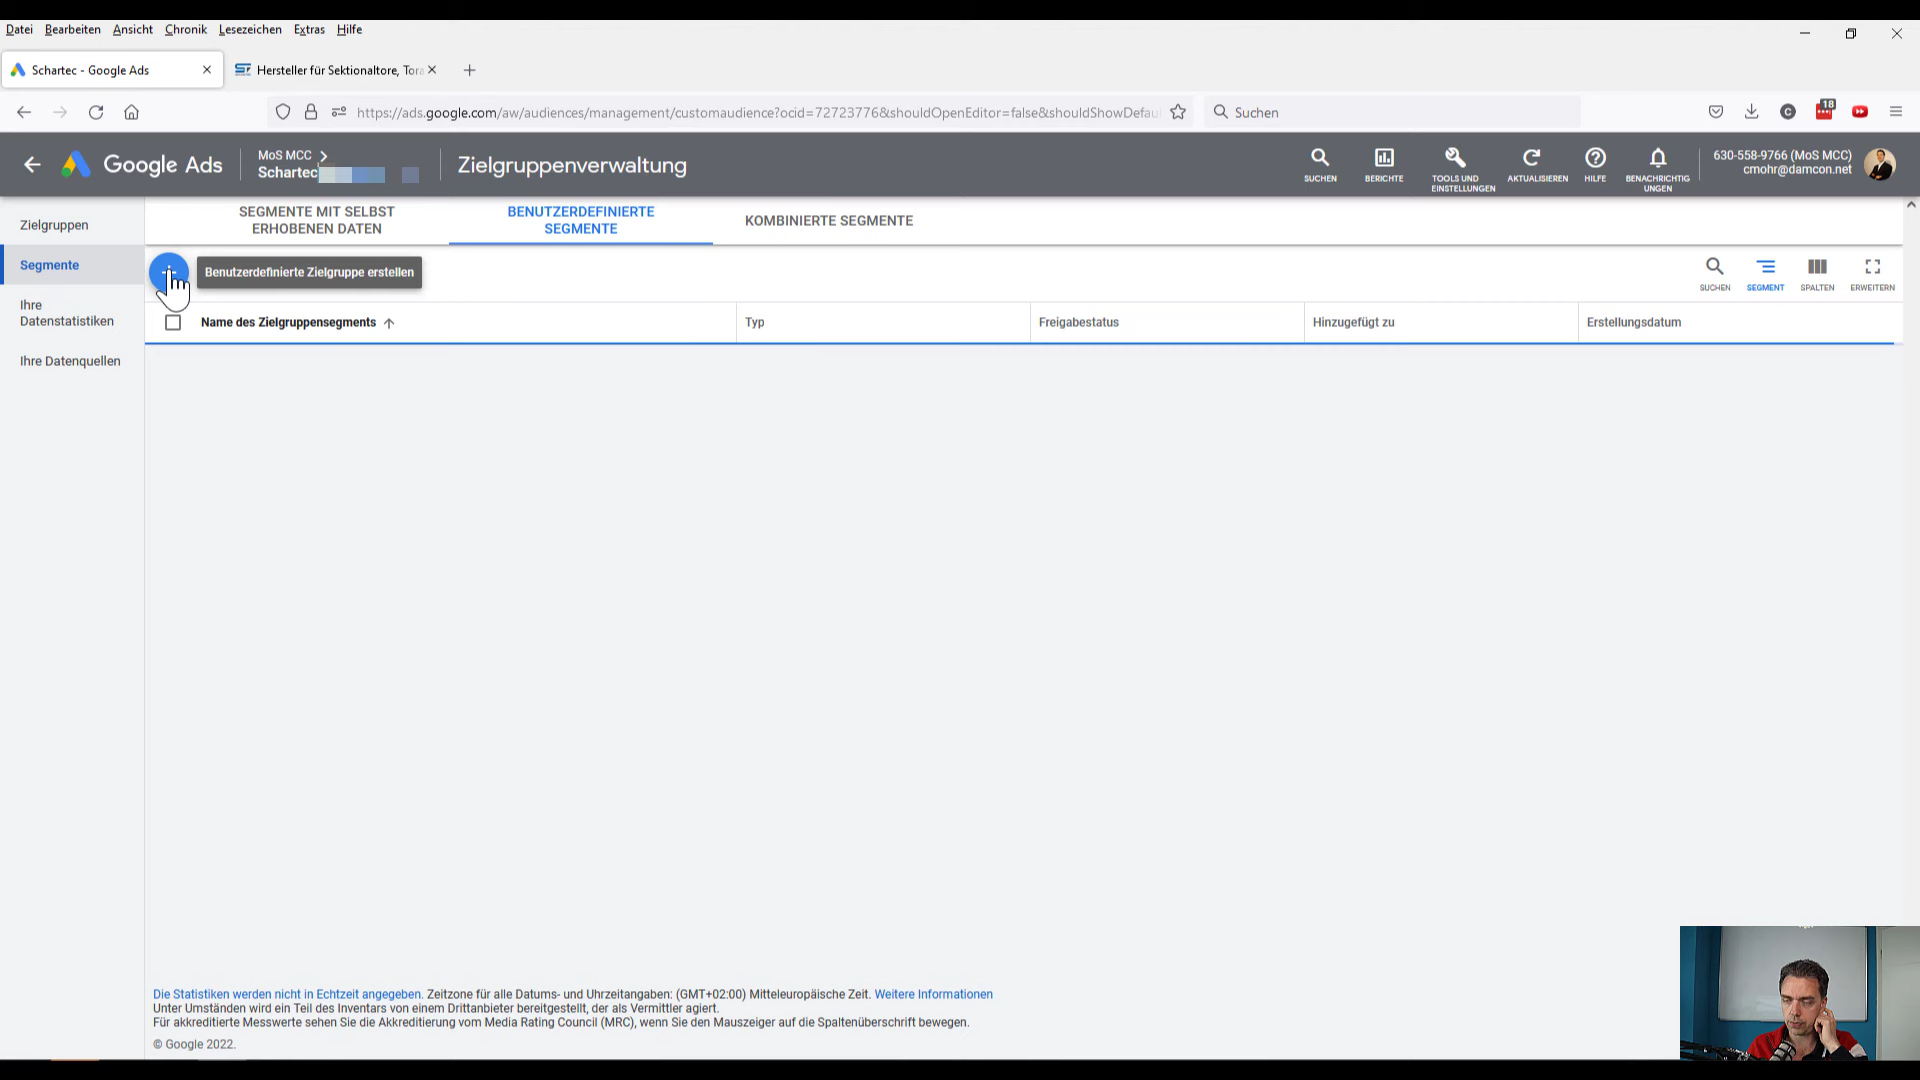 Datei Bearbeiten Ansicht Chronik Lesezeichen Extras Hilfe
Schartec - Google Ads
Hersteller für Sektionaltore, Tora
https://ads.google.com/aw/audiences/management/customaudience?ocid=72723776&shouldOpenEditor=false&shouldShowDefau
Suchen
18
Google Ads
MoS MCC
Schartec
Zielgruppenverwaltung
SUCHEN
BERICHTE
TOOLS UND
EINSTELLUNGEN
AKTUALISIEREN
HILFE
BENACHRICHTIG
UNGEN
630-558-9766 (MoS MCC)
cmohr@damcon.net
Zielgruppen
Segmente
Ihre
Datenstatistiken
Ihre Datenquellen
SEGMENTE MIT SELBST
ERHOBENEN DATEN
BENUTZERDEFINIERTE
SEGMENTE
KOMBINIERTE SEGMENTE
Benutzerdefinierte Zielgruppe erstellen
SUCHEN
SEGMENT
SPALTEN
ERWEITERN
Name des Zielgruppensegments
Typ
Freigabestatus
Hinzugefügt zu
Erstellungsdatum
Die Statistiken werden nicht in Echtzeit angegeben. Zeitzone für alle Datums- und Uhrzeitangaben: (GMT+02:00) Mitteleuropäische Zeit. Weitere Informationen
Unter Umständen wird ein Teil des Inventars von einem Drittanbieter bereitgestellt, der als Vermittler agiert.
Für akkreditierte Messwerte sehen Sie die Akkreditierung vom Media Rating Council (MRC), wenn Sie den Mauszeiger auf die Spaltenüberschrift bewegen.
© Google 2022.